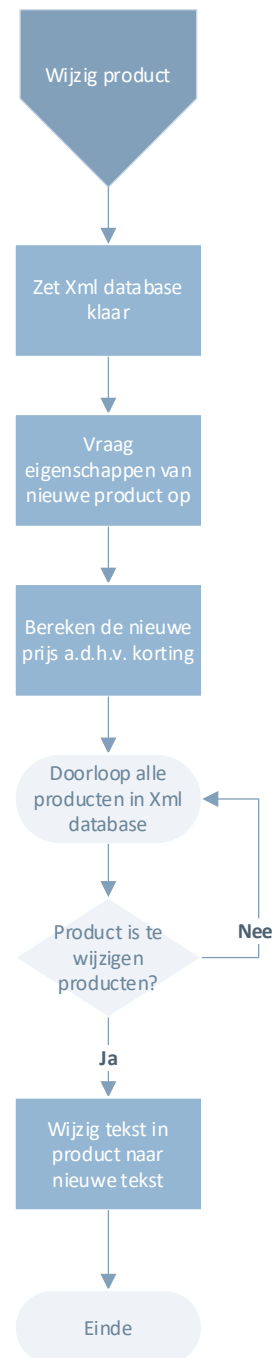 Wijzig product
Zet Xml database
klaar
Vraag
eigenschappen van
nieuwe product op
Bereken de nieuwe
prijs a.d.h.v. korting
Doorloop alle
producten in Xml
database
Product is te
wijzigen
producten?
Nee
Ja
Wijzig tekst in
product naar
nieuwe tekst
Einde